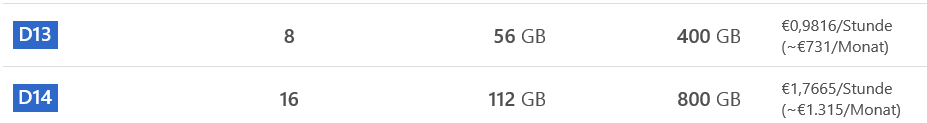 D13 8 56 GB 400 GB €0,9816/Stunde
(~€731/Monat)
D14 16 112 GB 800 GB €1,7665/Stunde
(~€1.315/Monat)